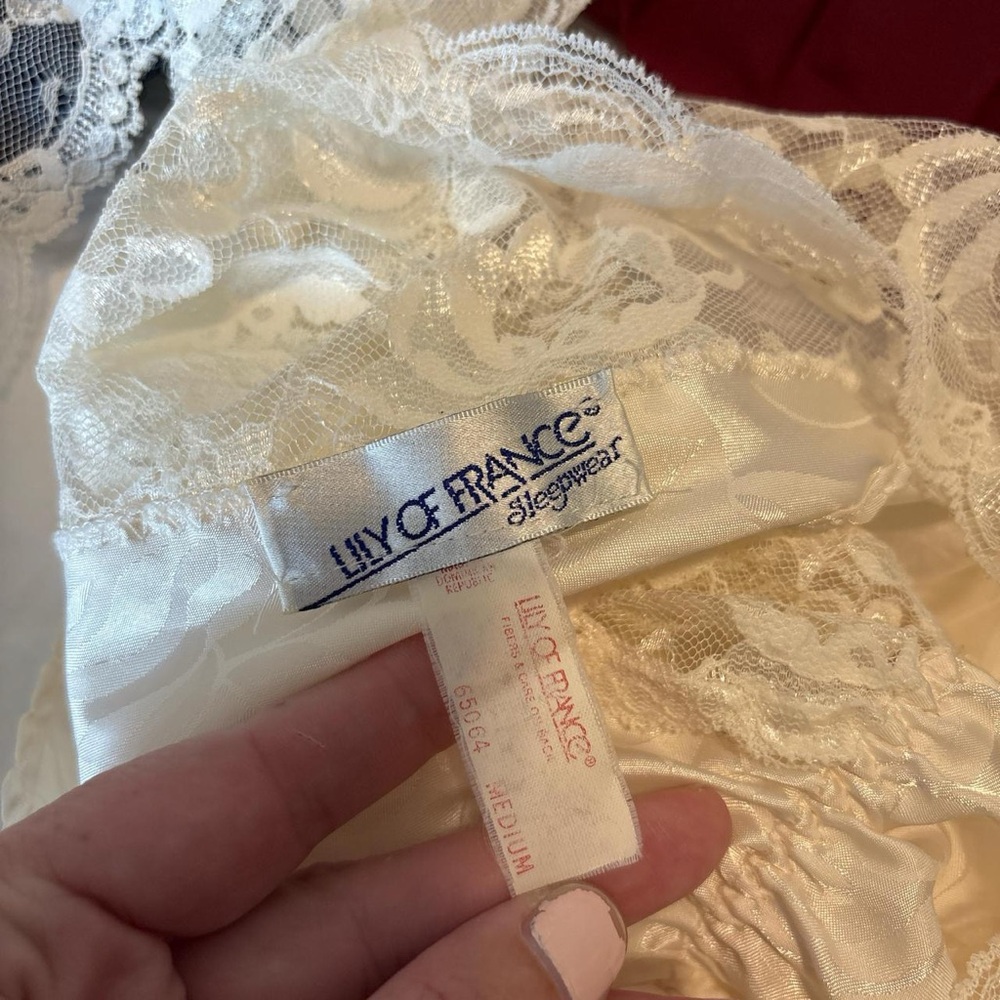 LILY OF FRANCE®
Sleepwear
DOMINICAN
REPUBLIC
LILY OF FRANCE®
FIBERS & CARE ON BACK
65064 MEDIUM